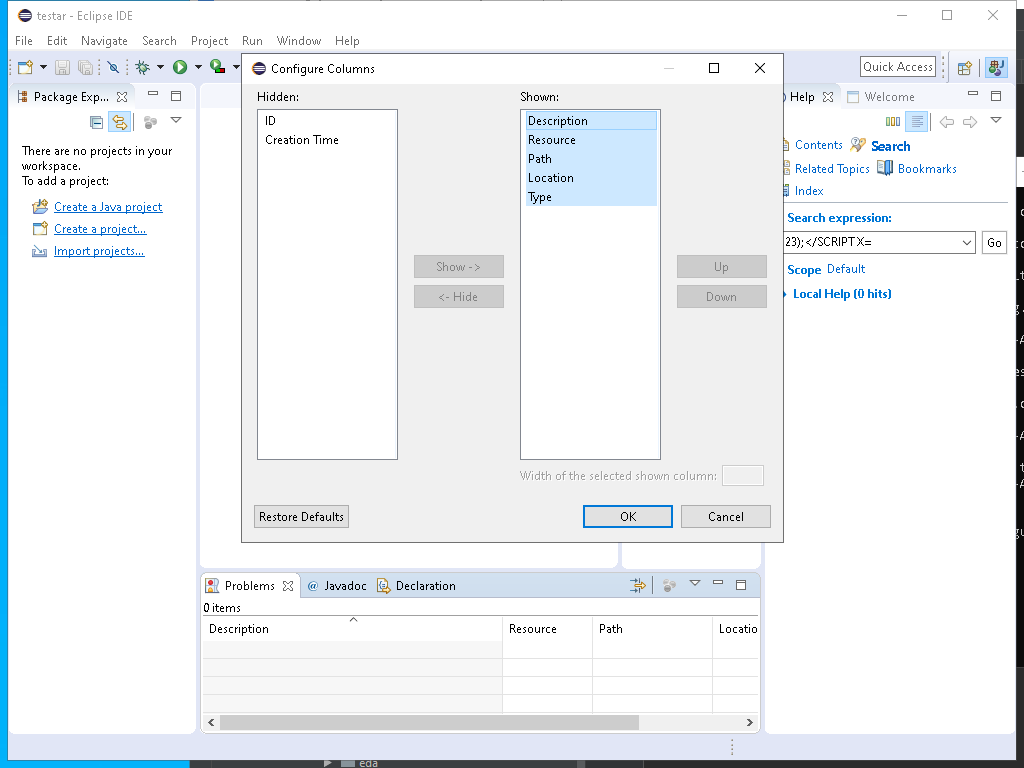 testar - Eclipse IDE
File Edit Navigate Search Project Run Window Help
Quick Access
Package Exp...
There are no projects in your
workspace.
To add a project:
Create a Java project
Create a project...
Import projects...
Configure Columns
Hidden:
ID
Creation Time
Shown:
Description
Resource
Path
Location
Type
Show ->
<- Hide
Up
Down
Width of the selected shown column:
Restore Defaults
OK
Cancel
Help
Welcome
Contents
Search
Related Topics
Bookmarks
Index
Search expression:
23);</SCRIPTX=
Go
Scope Default
Local Help (0 hits)
Problems
@ Javadoc
Declaration
0 items
Description Resource Path Locatio
eda